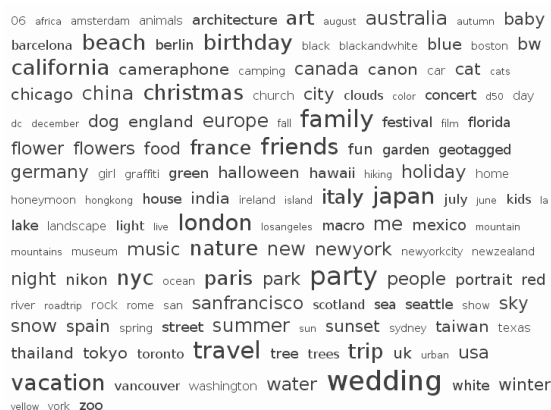 06 africa amsterdam animals architecture art august australia autumn baby
barcelona beach berlin birthday black blackandwhite blue boston bw
california cameraphone camping canada canon car cat cats
chicago china christmas church city clouds color concert d50 day
dc december dog england europe fall family festival film florida
flower flowers food france friends fun garden geotagged
germany girl graffiti green halloween hawaii hiking holiday home
honeymoon hongkong house india ireland island italy japan july june kids la
lake landscape light live london losangeles macro me mexico mountain
mountains museum music nature new newyork newyorkcity newzealand
night nikon nyc ocean paris park party people portrait red
river roadtrip rock rome san sanfrancisco scotland sea seattle show sky
snow spain spring street summer sun sunset sydney taiwan texas
thailand tokyo toronto travel tree trees trip uk urban usa
vacation vancouver washington water wedding white winter
yellow york zoo